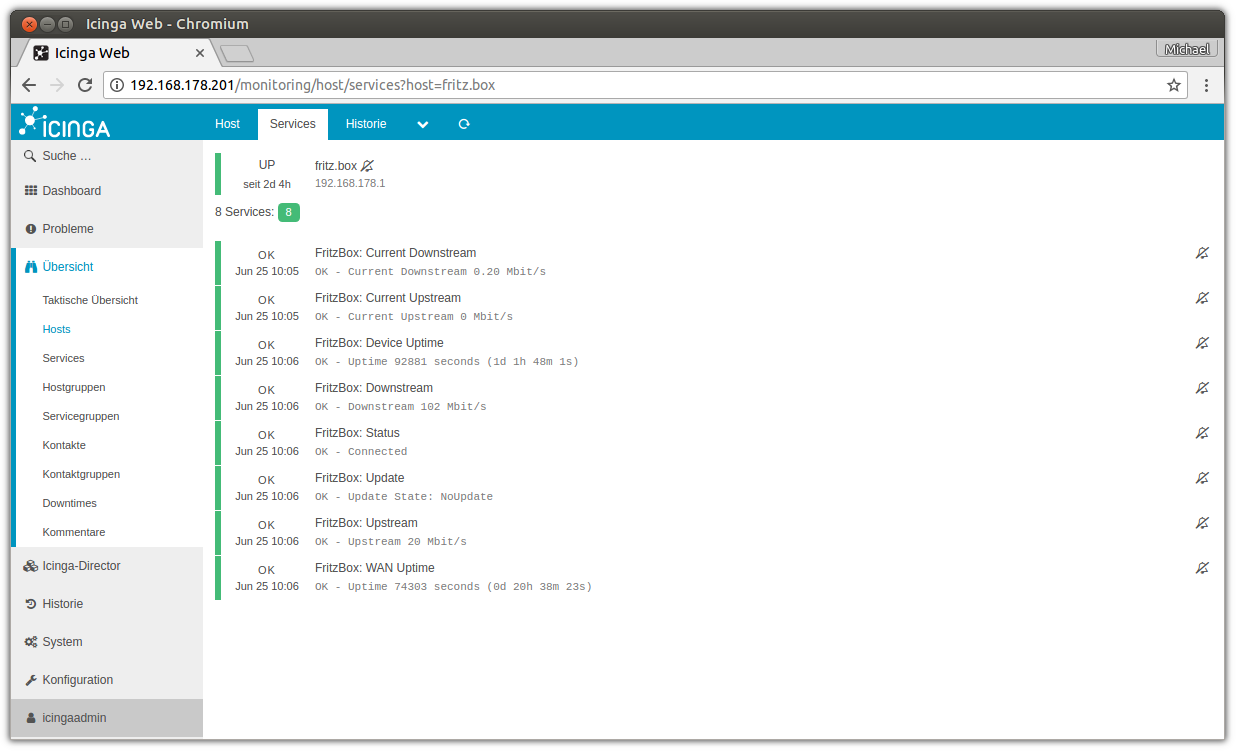 Icinga Web - Chromium
Icinga Web
Michael
192.168.178.201/monitoring/host/services?host=fritz.box
ICINGA
Host Services Historie
Suche ...
Dashboard
Probleme
Übersicht
Taktische Übersicht
Hosts
Services
Hostgruppen
Servicegruppen
Kontakte
Kontaktgruppen
Downtimes
Kommentare
Icinga-Director
Historie
System
Konfiguration
icingaadmin
UP fritz.box
seit 2d 4h 192.168.178.1
8 Services: 8
OK FritzBox: Current Downstream
Jun 25 10:05 OK - Current Downstream 0.20 Mbit/s
OK FritzBox: Current Upstream
Jun 25 10:05 OK - Current Upstream 0 Mbit/s
OK FritzBox: Device Uptime
Jun 25 10:06 OK - Uptime 92881 seconds (1d 1h 48m 1s)
OK FritzBox: Downstream
Jun 25 10:06 OK - Downstream 102 Mbit/s
OK FritzBox: Status
Jun 25 10:06 OK - Connected
OK FritzBox: Update
Jun 25 10:06 OK - Update State: NoUpdate
OK FritzBox: Upstream
Jun 25 10:06 OK - Upstream 20 Mbit/s
OK FritzBox: WAN Uptime
Jun 25 10:06 OK - Uptime 74303 seconds (0d 20h 38m 23s)